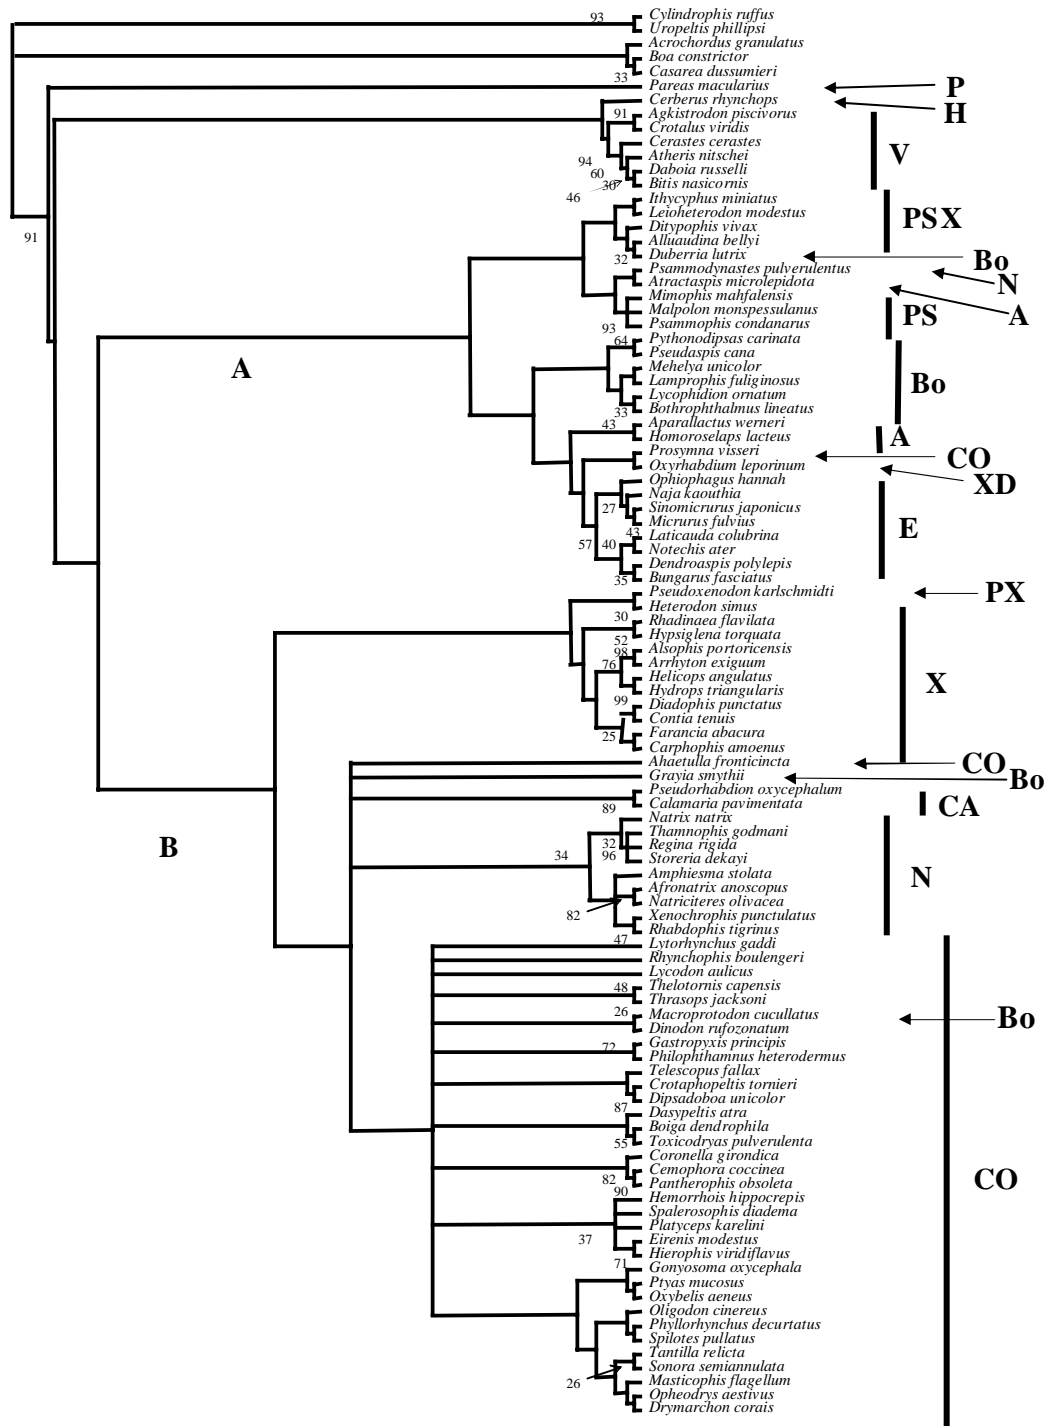 93 Cylindrophis ruffus
Uropeltis phillipsi
Acrochordus granulatus
Boa constrictor
Casarea dussumieri
33 Pareas macularius P
Cerberus rhynchops H
91 Agkistrodon piscivorus
Crotalus viridis
Cerastes cerastes V
94 Atheris nitschei
60 Daboia russelli
30 Bitis nasicornis
46 Ithycyphus miniatus
Leioheterodon modestus PSX
91 Ditypophis vivax
Alluaudina bellyi
32 Duberria lutrix Bo
Psammodynastes pulverulentus N
Atractaspis microlepidota
Mimophis mahfalensis A
Malpolon monspessulanus PS
93 Psammophis condanarus
64 Pythonodipsas carinata
Pseudaspis cana
A Mehelya unicolor
Lamprophis fuliginosus Bo
Lycophidion ornatum
33 Bothrophthalmus lineatus
43 Aparallactus werneri
Homoroselaps lacteus A
Prosymna visseri CO
Oxyrhabdium leporinum
Ophiophagus hannah XD
Naja kaouthia
27 Sinomicrurus japonicus
Micrurus fulvius E
43 Laticauda colubrina
57 40 Notechis ater
Dendroaspis polylepis
35 Bungarus fasciatus
Pseudoxenodon karlschmidti PX
Heterodon simus
30 Rhadinaea flavilata
Hypsiglena torquata
52 Alsophis portoricensis
98 Arrhyton exiguum
76 Helicops angulatus X
Hydrops triangularis
99 Diadophis punctatus
Contia tenuis
25 Farancia abacura
Carphophis amoenus
Ahaetulla fronticincta CO
Grayia smythii Bo
Pseudorhabdion oxycephalum
Calamaria pavimentata CA
89 Natrix natrix
Thamnophis godmani
B 32 Regina rigida
34 96 Storeria dekayi
Amphiesma stolata N
Afronatrix anoscopus
Natriciteres olivacea
82 Xenochrophis punctulatus
Rhabdophis tigrinus
47 Lytorhynchus gaddi
Rhynchophis boulengeri
Lycodon aulicus
48 Thelotornis capensis
Thrasops jacksoni
26 Macroprotodon cucullatus Bo
Dinodon rufozonatum
72 Gastropyxis principis
Philophthamnus heterodermus
Telescopus fallax
Crotaphopeltis tornieri
Dipsadoboa unicolor
87 Dasypeltis atra
Boiga dendrophila
55 Toxicodryas pulverulenta
Coronella girondica
Cemophora coccinea CO
82 Pantherophis obsoleta
90 Hemorrhois hippocrepis
Spalerosophis diadema
Platyceps karelini
37 Eirenis modestus
Hierophis viridiflavus
71 Gonyosoma oxycephala
Ptyas mucosus
Oxybelis aeneus
Oligodon cinereus
Phyllorhynchus decurtatus
Spilotes pullatus
Tantilla relicta
Sonora semiannulata
26 Masticophis flagellum
Opheodrys aestivus
Drymarchon corais